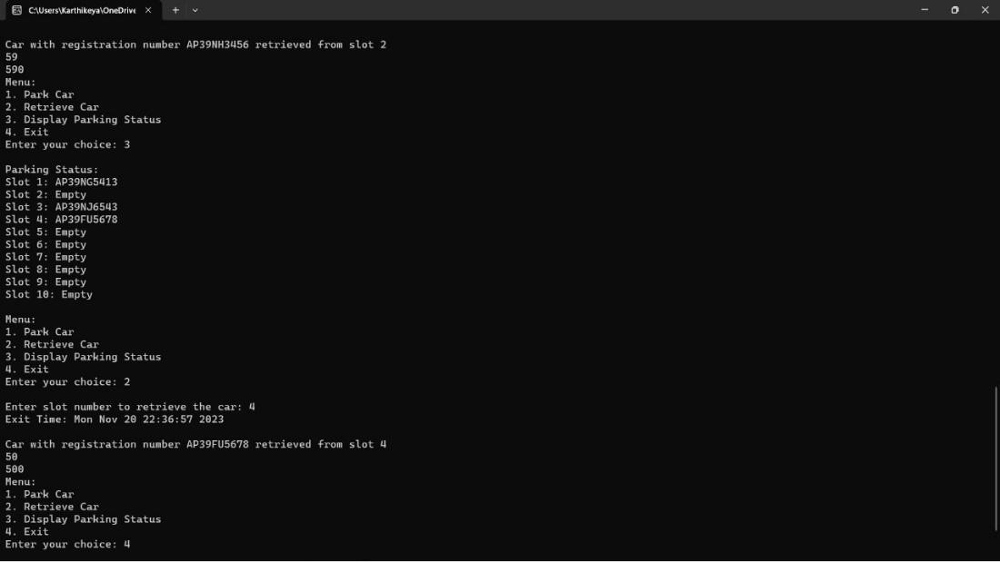 C:\Users\Karthikeya\OneDrive
Car with registration number AP39NH3456 retrieved from slot 2
59
590
Menu:
1. Park Car
2. Retrieve Car
3. Display Parking Status
4. Exit
Enter your choice: 3
Parking Status:
Slot 1: AP39NG5413
Slot 2: Empty
Slot 3: AP39NJ6543
Slot 4: AP39FU5678
Slot 5: Empty
Slot 6: Empty
Slot 7: Empty
Slot 8: Empty
Slot 9: Empty
Slot 10: Empty
Menu:
1. Park Car
2. Retrieve Car
3. Display Parking Status
4. Exit
Enter your choice: 2
Enter slot number to retrieve the car: 4
Exit Time: Mon Nov 20 22:36:57 2023
Car with registration number AP39FU5678 retrieved from slot 4
50
500
Menu:
1. Park Car
2. Retrieve Car
3. Display Parking Status
4. Exit
Enter your choice: 4